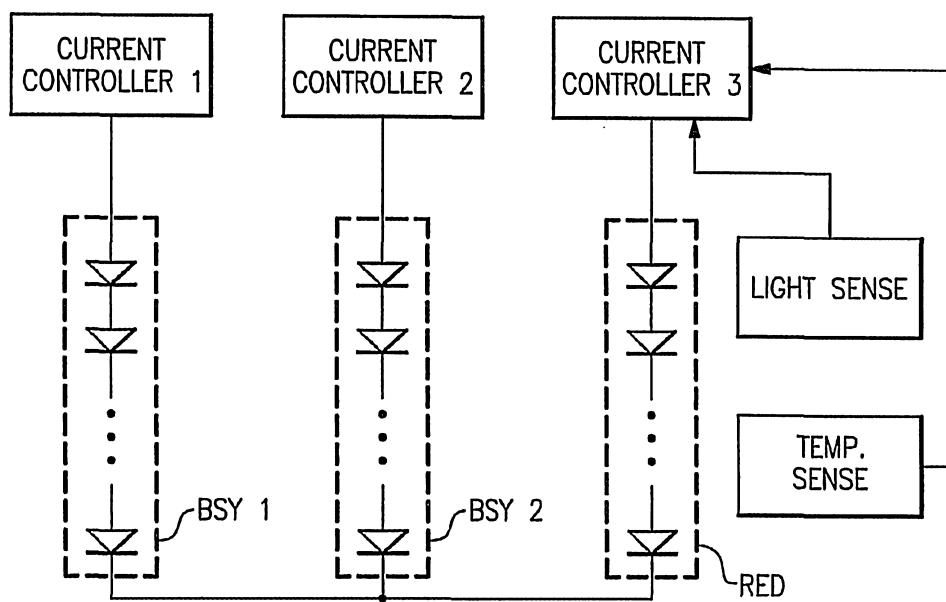 CURRENT
CONTROLLER 1
CURRENT
CONTROLLER 2
CURRENT
CONTROLLER 3
LIGHT SENSE
TEMP.
SENSE
BSY 1
BSY 2
RED